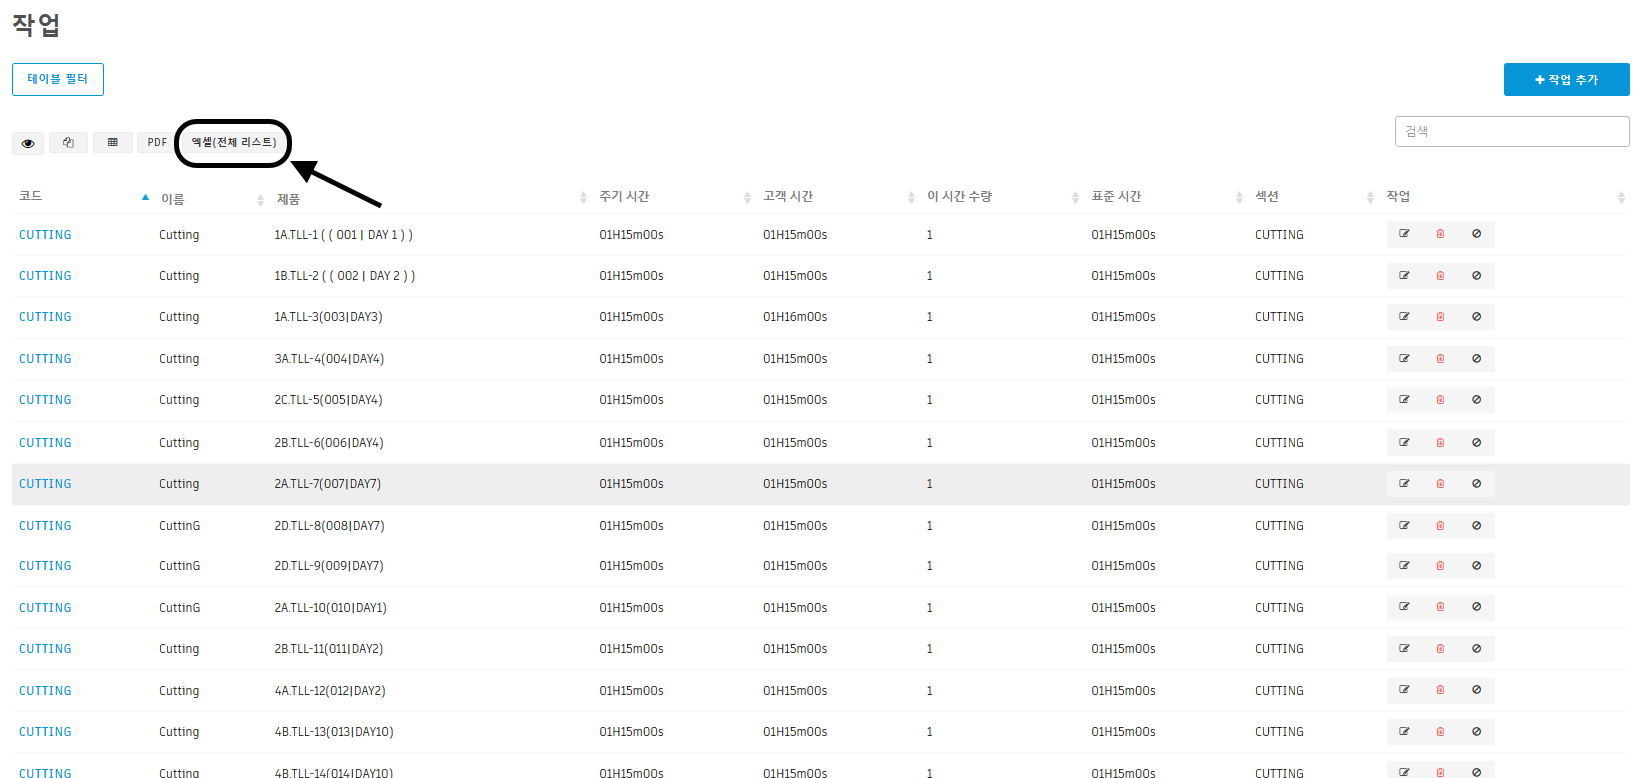 작업
테이블 필터
작업 추가
PDF 엑셀(전체 리스트)
검색
코드 이름 제품 주기 시간 고객 시간 이 시간 수량 표준 시간 섹션 작업
CUTTING Cutting 1A.TLL-1 ( ( 001 | DAY 1 ) ) 01H15m00s 01H15m00s 1 01H15m00s CUTTING
CUTTING Cutting 1B.TLL-2 ( ( 002 | DAY 2 ) ) 01H15m00s 01H15m00s 1 01H15m00s CUTTING
CUTTING Cutting 1A.TLL-3(003|DAY3) 01H15m00s 01H16m00s 1 01H15m00s CUTTING
CUTTING Cutting 3A.TLL-4(004|DAY4) 01H15m00s 01H15m00s 1 01H15m00s CUTTING
CUTTING Cutting 2C.TLL-5(005|DAY4) 01H15m00s 01H15m00s 1 01H15m00s CUTTING
CUTTING Cutting 2B.TLL-6(006|DAY4) 01H15m00s 01H15m00s 1 01H15m00s CUTTING
CUTTING Cutting 2A.TLL-7(007|DAY7) 01H15m00s 01H15m00s 1 01H15m00s CUTTING
CUTTING CuttinG 2D.TLL-8(008|DAY7) 01H15m00s 01H15m00s 1 01H15m00s CUTTING
CUTTING CuttinG 2D.TLL-9(009|DAY7) 01H15m00s 01H15m00s 1 01H15m00s CUTTING
CUTTING CuttinG 2A.TLL-10(010|DAY1) 01H15m00s 01H15m00s 1 01H15m00s CUTTING
CUTTING Cutting 2B.TLL-11(011|DAY2) 01H15m00s 01H15m00s 1 01H15m00s CUTTING
CUTTING Cutting 4A.TLL-12(012|DAY2) 01H15m00s 01H15m00s 1 01H15m00s CUTTING
CUTTING Cutting 4B.TLL-13(013|DAY10) 01H15m00s 01H15m00s 1 01H15m00s CUTTING
CUTTING Cutting 4B.TLL-14(014|DAY10) 01H15m00s 01H15m00s 1 01H15m00s CUTTING